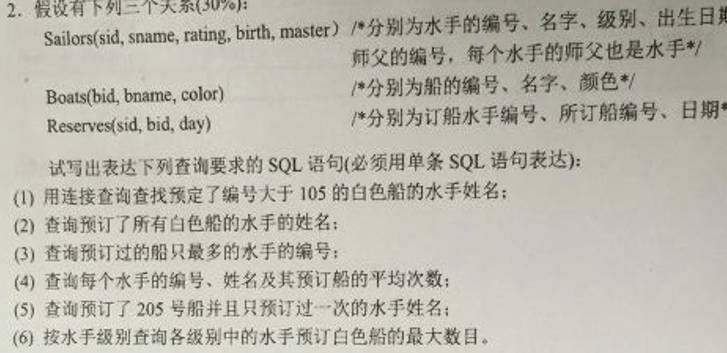 2. 假设有下列三个关系(30%):
Sailors(sid, sname, rating, birth, master) /*分别为水手的编号、名字、级别、出生日期
师父的编号，每个水手的师父也是水手*/
Boats(bid, bname, color) /*分别为船的编号、名字、颜色*/
Reserves(sid, bid, day) /*分别为订船水手编号、所订船编号、日期*
试写出表达下列查询要求的 SQL 语句(必须用单条 SQL 语句表达):
(1) 用连接查询查找预定了编号大于 105 的白色船的水手姓名;
(2) 查询预订了所有白色船的水手的姓名;
(3) 查询预订过的船只最多的水手的编号;
(4) 查询每个水手的编号、姓名及其预订船的平均次数;
(5) 查询预订了 205 号船并且只预订过一次的水手姓名;
(6) 按水手级别查询各级别中的水手预订白色船的最大数目。